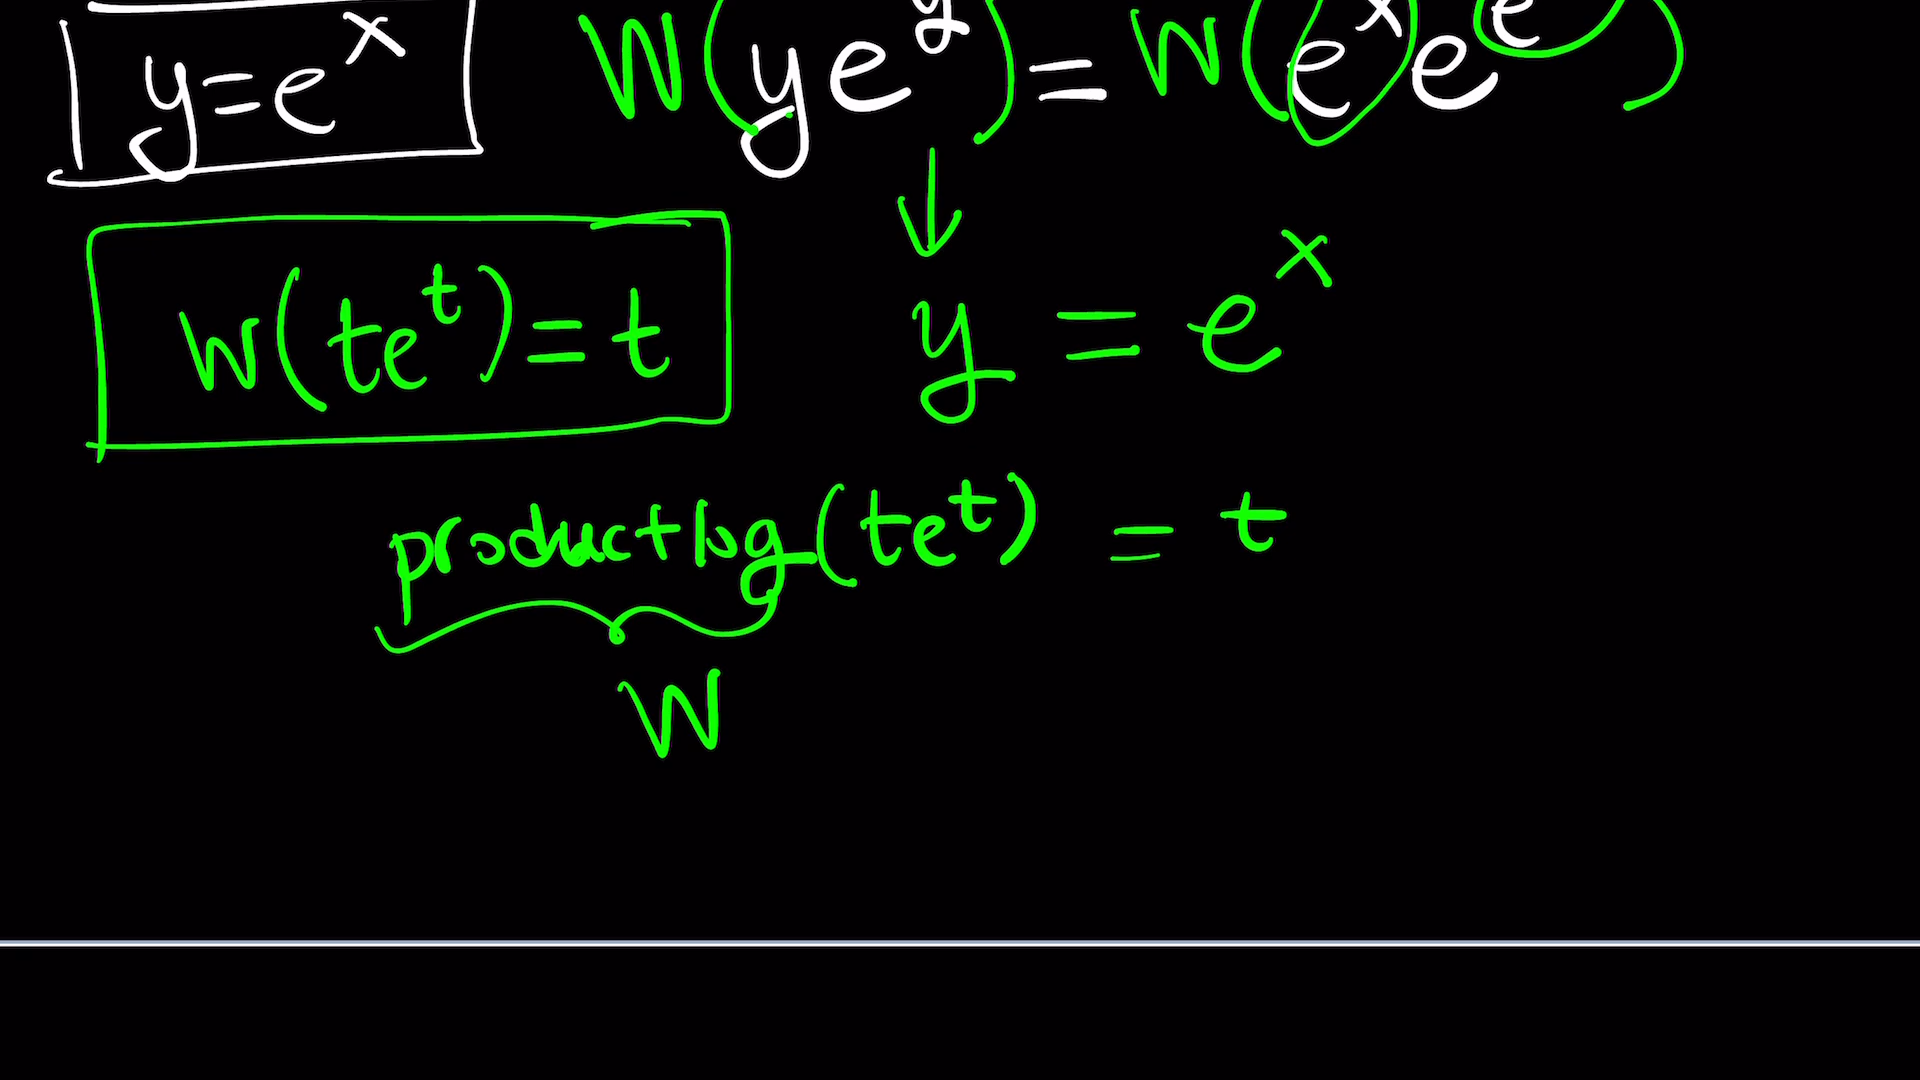 y=e^x W(ye^y) = W(e^x e^e)
W(te^t)=t y = e^x
productlog(te^t) = t
W